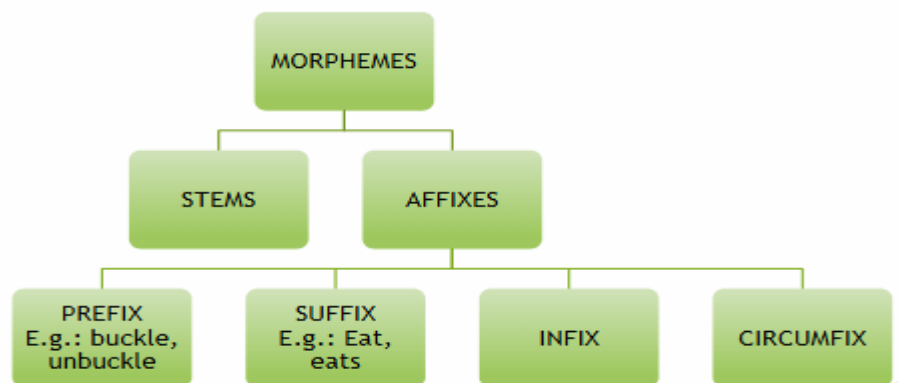 MORPHEMES
STEMS
AFFIXES
PREFIX
E.g.: buckle,
unbuckle
SUFFIX
E.g.: Eat,
eats
INFIX
CIRCUMFIX